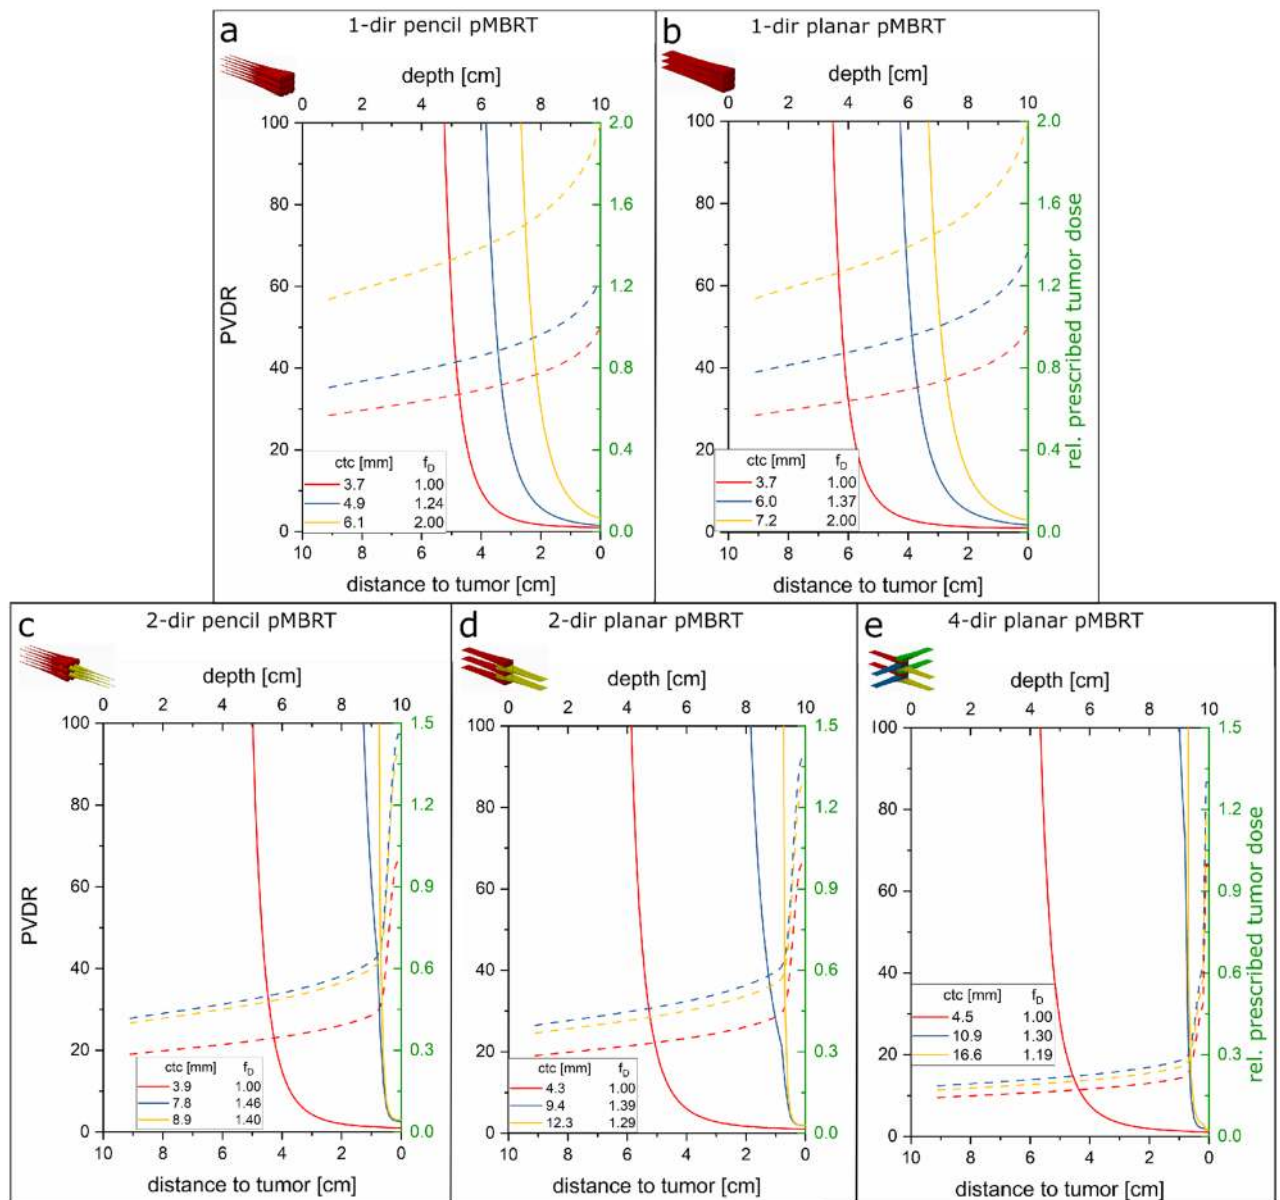 a
1-dir pencil pMBRT
depth [cm]
0 2 4 6 8 10
100
80
60
40
20
0
PVDR
2.0
1.6
1.2
0.8
0.4
0.0
ctc [mm] f_D
3.7 1.00
4.9 1.24
6.1 2.00
10 8 6 4 2 0
distance to tumor [cm]
b
1-dir planar pMBRT
depth [cm]
0 2 4 6 8 10
100
80
60
40
20
0
2.0
1.6
1.2
0.8
0.4
0.0
rel. prescribed tumor dose
ctc [mm] f_D
3.7 1.00
6.0 1.37
7.2 2.00
10 8 6 4 2 0
distance to tumor [cm]
c
2-dir pencil pMBRT
depth [cm]
0 2 4 6 8 10
100
80
60
40
20
0
PVDR
1.5
1.2
0.9
0.6
0.3
0.0
ctc [mm] f_D
3.9 1.00
7.8 1.46
8.9 1.40
10 8 6 4 2 0
distance to tumor [cm]
d
2-dir planar pMBRT
depth [cm]
0 2 4 6 8 10
100
80
60
40
20
0
1.5
1.2
0.9
0.6
0.3
0.0
ctc [mm] f_D
4.3 1.00
9.4 1.39
12.3 1.29
10 8 6 4 2 0
distance to tumor [cm]
e
4-dir planar pMBRT
depth [cm]
0 2 4 6 8 10
100
80
60
40
20
0
1.5
1.2
0.9
0.6
0.3
0.0
rel. prescribed tumor dose
ctc [mm] f_D
4.5 1.00
10.9 1.30
16.6 1.19
10 8 6 4 2 0
distance to tumor [cm]